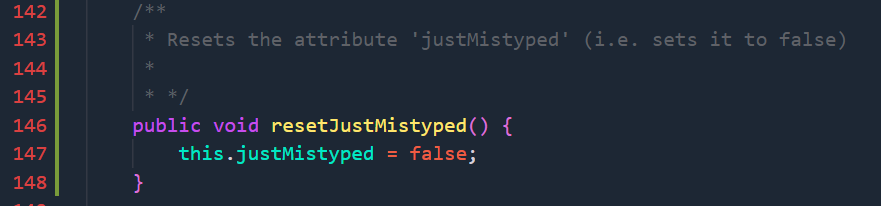 142 /**
143 * Resets the attribute 'justMistyped' (i.e. sets it to false)
144 *
145 * */
146 public void resetJustMistyped() {
147 this.justMistyped = false;
148 }